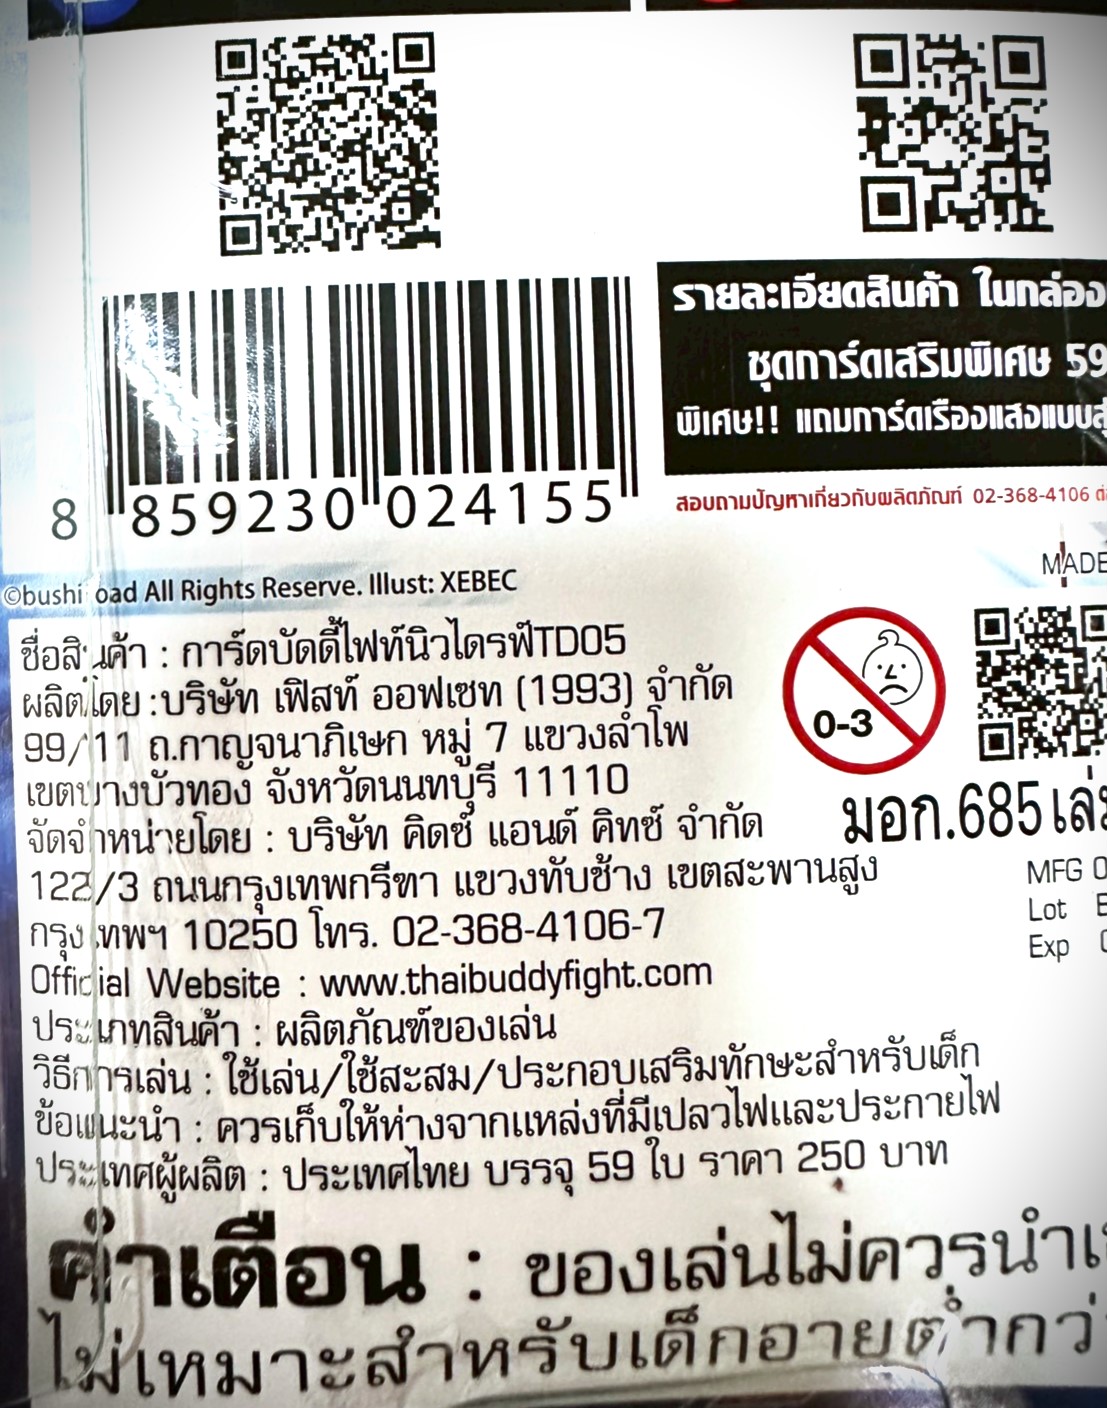 รายละเอียดสินค้า ในกล่อง
ชุดการ์ดเสริมพิเศษ 59
พิเศษ!! แถมการ์ดเรืองแสงแบบ
8 859230 024155
สอบถามปัญหาเกี่ยวกับผลิตภัณฑ์ 02-368-4106
MADE
©bushiroad All Rights Reserve. Illust: XEBEC
ชื่อสินค้า : การ์ดบัดดี้ไฟท์นิวไดรฟ์TD05
ผลิตโดย :บริษัท เฟิสท์ ออฟเซท (1993) จำกัด
99/11 ถ.กาญจนาภิเษก หมู่ 7 แขวงลำโพ
เขตบางบัวทอง จังหวัดนนทบุรี 11110
จัดจำหน่ายโดย : บริษัท คิดซ์ แอนด์ คิทซ์ จำกัด
122/3 ถนนกรุงเทพกรีฑา แขวงทับช้าง เขตสะพานสูง
กรุงเทพฯ 10250 โทร. 02-368-4106-7
Official Website : www.thaibuddyfight.com
ประเภทสินค้า : ผลิตภัณฑ์ของเล่น
วิธีการเล่น : ใช้เล่น/ใช้สะสม/ประกอบเสริมทักษะสำหรับเด็ก
ข้อแนะนำ : ควรเก็บให้ห่างจากแหล่งที่มีเปลวไฟและประกายไฟ
ประเทศผู้ผลิต : ประเทศไทย บรรจุ 59 ใบ ราคา 250 บาท
0-3
มอก.685
MFG
Lot
Exp
คำเตือน : ของเล่นไม่ควรนำ
ไม่เหมาะสำหรับเด็กอายุต่ำกว่